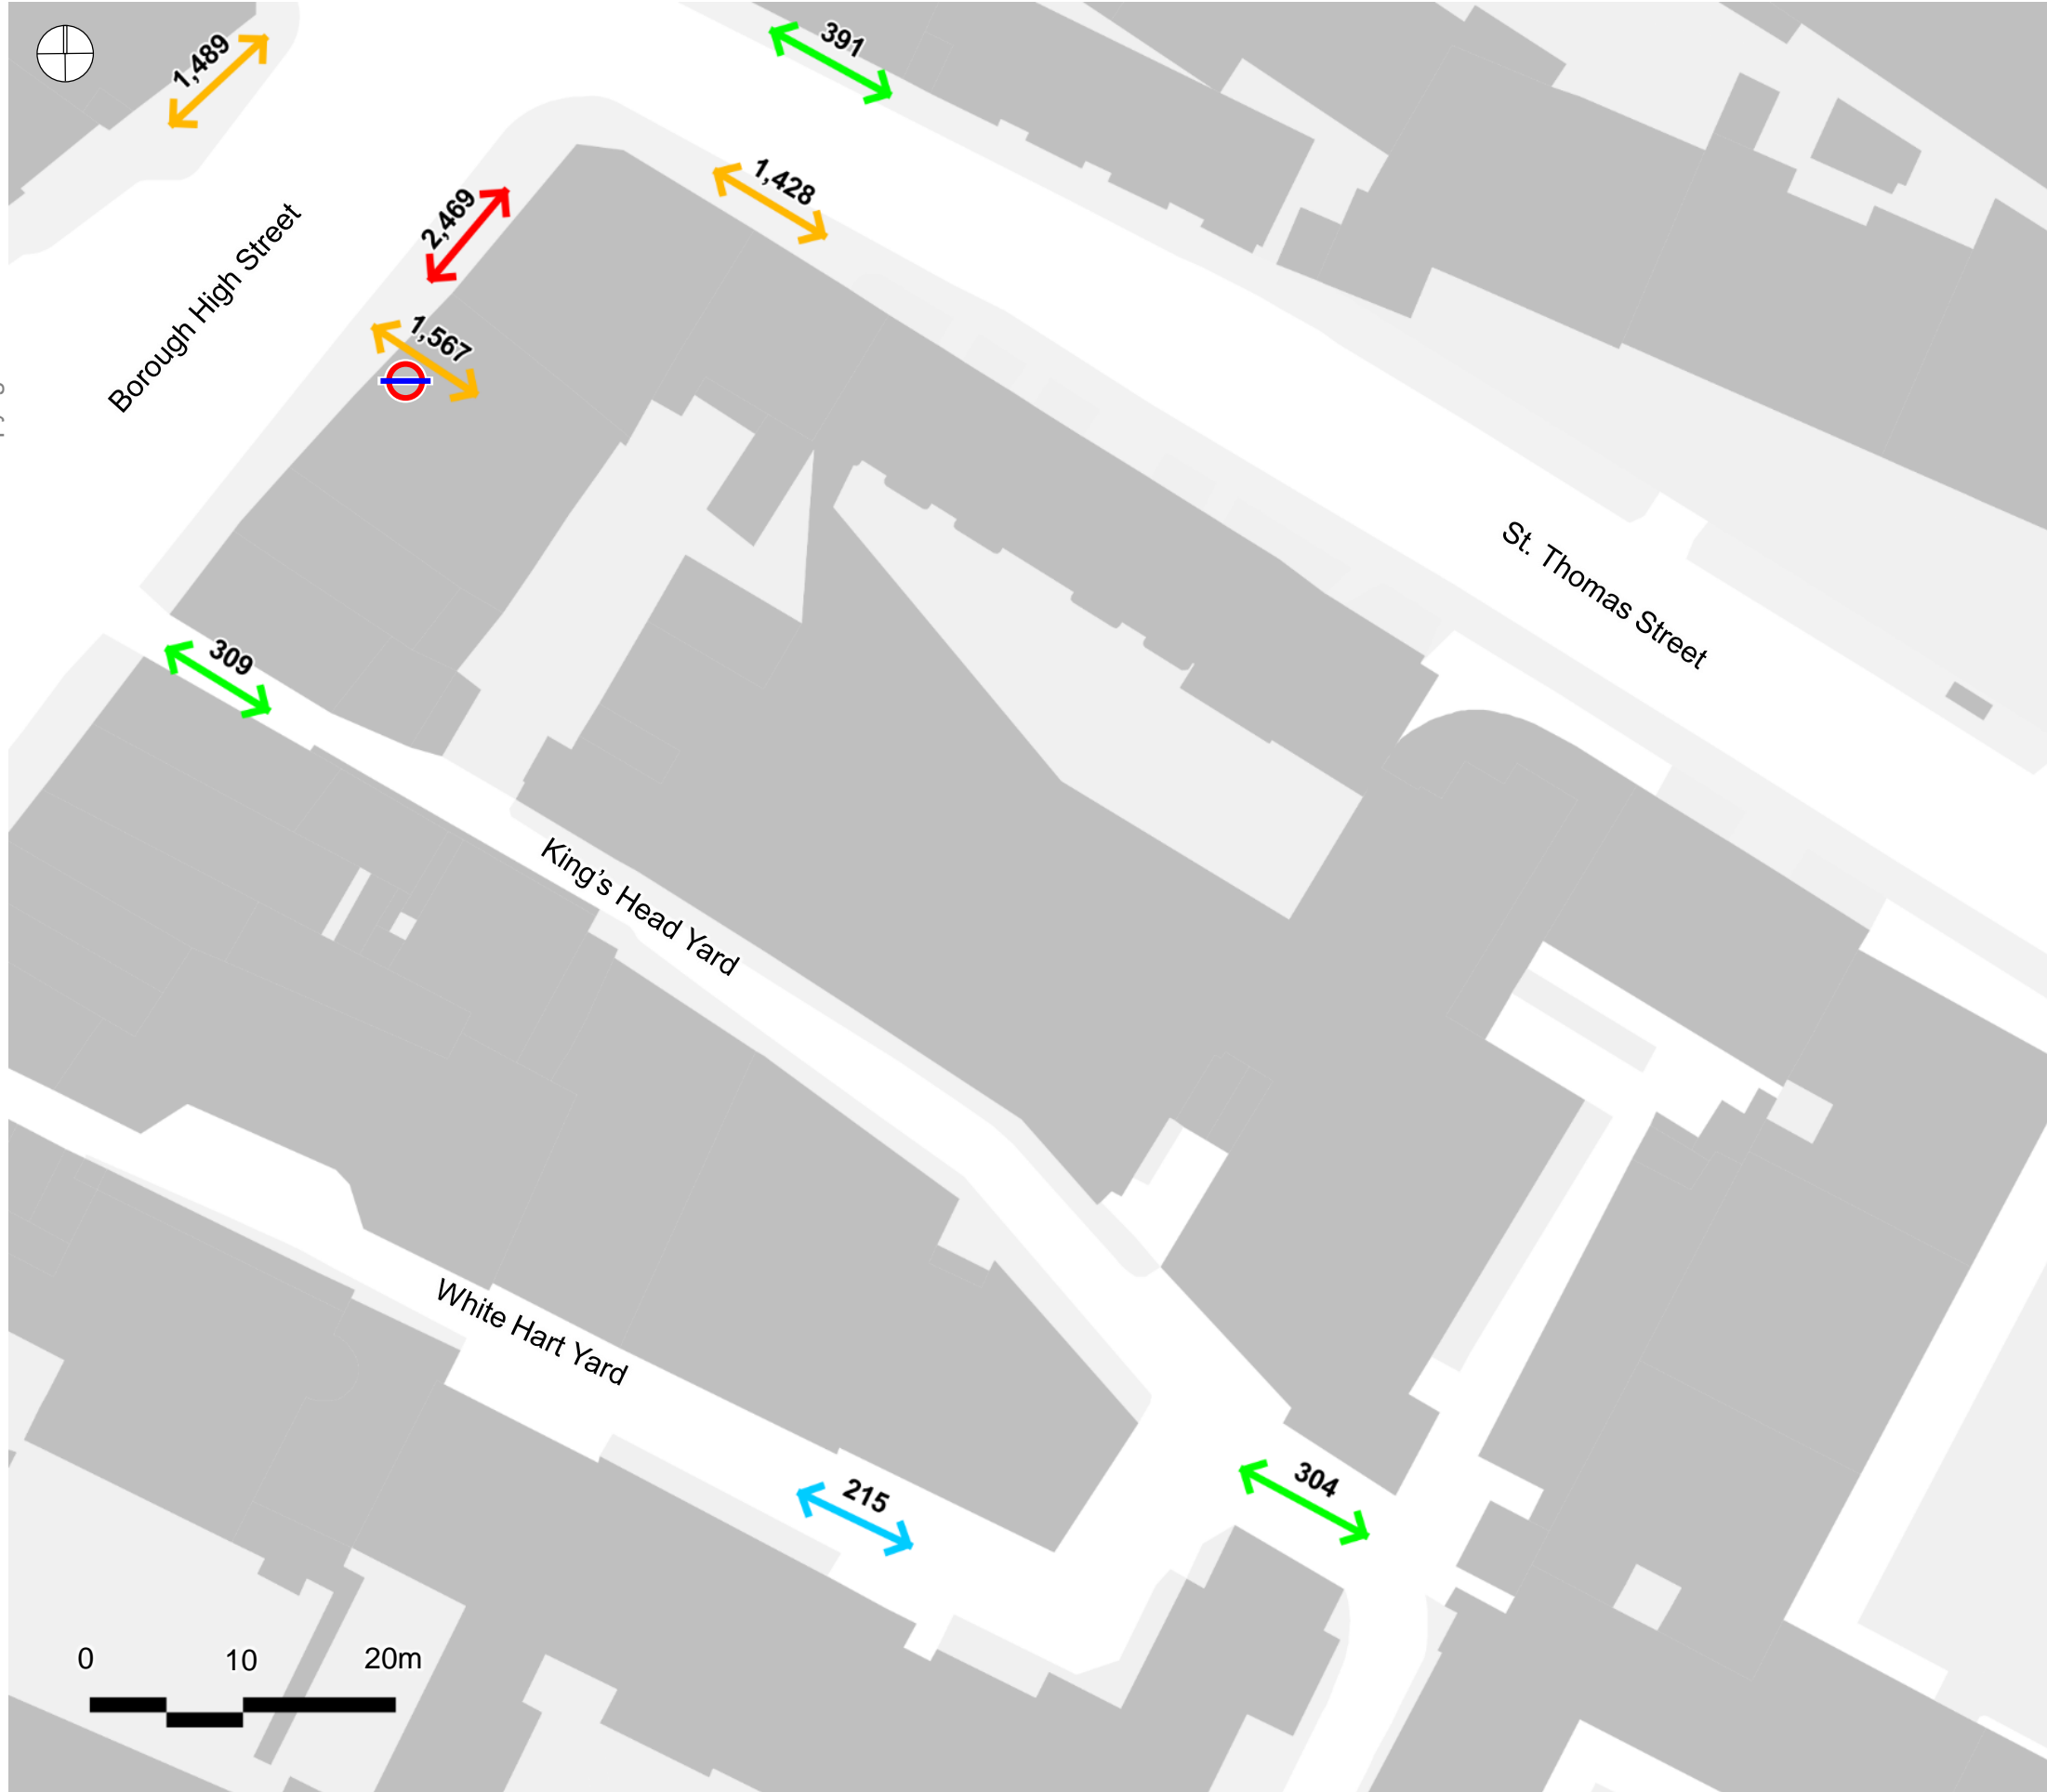 1,489
391
1,428
2,469
Borough High Street
1,567
St. Thomas Street
309
King's Head Yard
White Hart Yard
215
304
0 10 20m